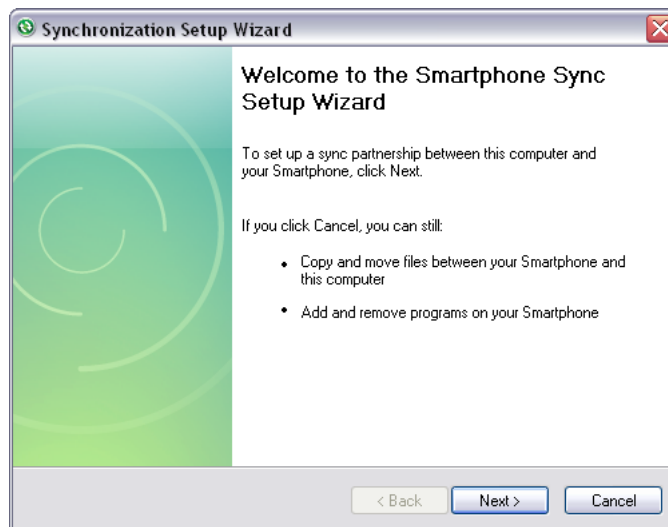 Synchronization Setup Wizard
Welcome to the Smartphone Sync
Setup Wizard
To set up a sync partnership between this computer and
your Smartphone, click Next.
If you click Cancel, you can still:
• Copy and move files between your Smartphone and
this computer
• Add and remove programs on your Smartphone
< Back Next > Cancel